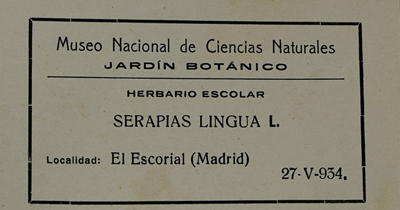 Museo Nacional de Ciencias Naturales
JARDÍN BOTÁNICO
HERBARIO ESCOLAR
SERAPIAS LINGUA L.
Localidad: El Escorial (Madrid)
27-V-934.